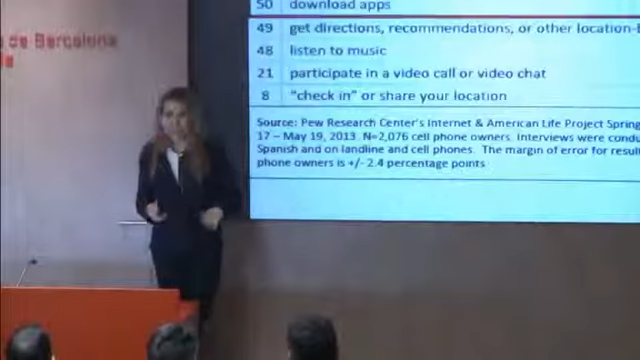 de Barcelona
50 download apps
49 get directions, recommendations, or other location-
48 listen to music
21 participate in a video call or video chat
8 "check in" or share your location
Source: Pew Research Center's Internet & American Life Project Spring
17 – May 19, 2013. N=2,076 cell phone owners. Interviews were condu
Spanish and on landline and cell phones. The margin of error for resul
phone owners is +/- 2.4 percentage points